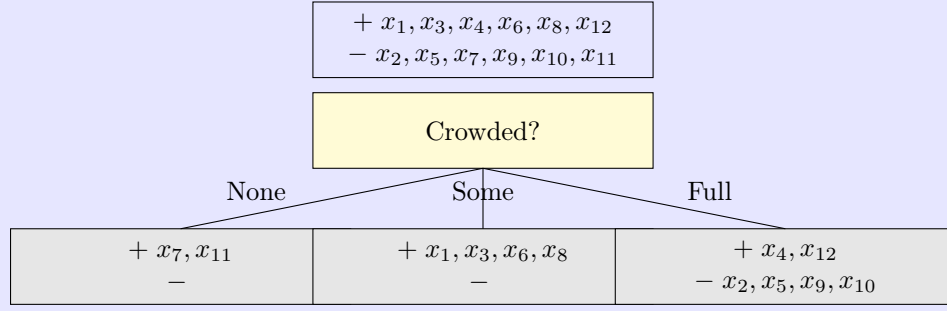 + x₁, x₃, x₄, x₆, x₈, x₁₂
− x₂, x₅, x₇, x₉, x₁₀, x₁₁
Crowded?
None Some Full
+ x₇, x₁₁
−
+ x₁, x₃, x₆, x₈
−
+ x₄, x₁₂
− x₂, x₅, x₉, x₁₀